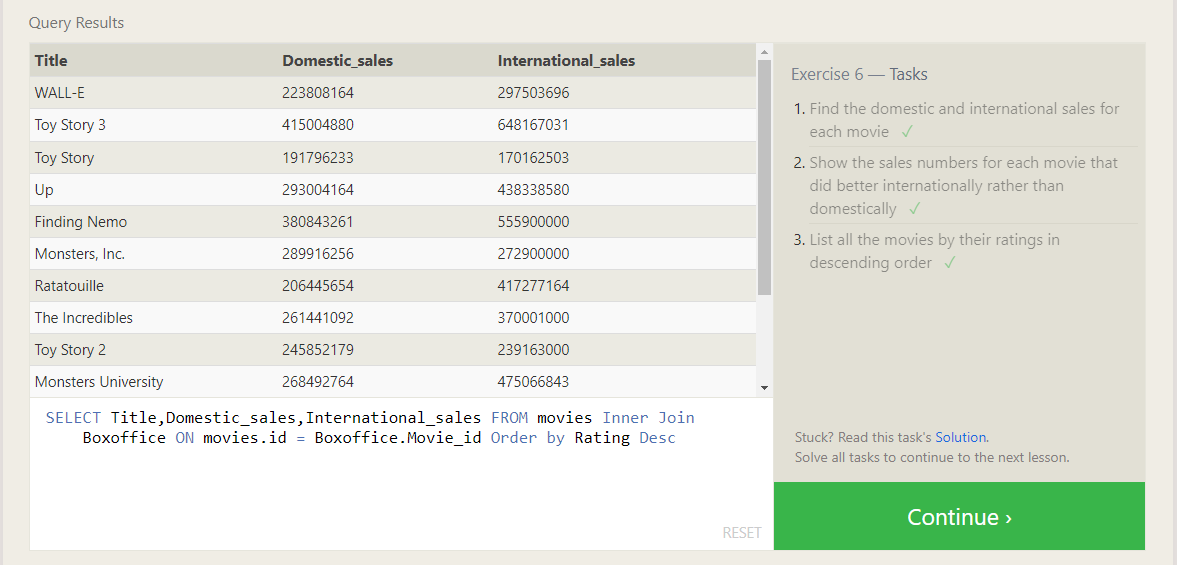 Query Results
Title Domestic_sales International_sales
WALL-E 223808164 297503696
Toy Story 3 415004880 648167031
Toy Story 191796233 170162503
Up 293004164 438338580
Finding Nemo 380843261 555900000
Monsters, Inc. 289916256 272900000
Ratatouille 206445654 417277164
The Incredibles 261441092 370001000
Toy Story 2 245852179 239163000
Monsters University 268492764 475066843
SELECT Title,Domestic_sales,International_sales FROM movies Inner Join
Boxoffice ON movies.id = Boxoffice.Movie_id Order by Rating Desc
RESET
Exercise 6 — Tasks
1. Find the domestic and international sales for
each movie ✓
2. Show the sales numbers for each movie that
did better internationally rather than
domestically ✓
3. List all the movies by their ratings in
descending order ✓
Stuck? Read this task's Solution.
Solve all tasks to continue to the next lesson.
Continue ›